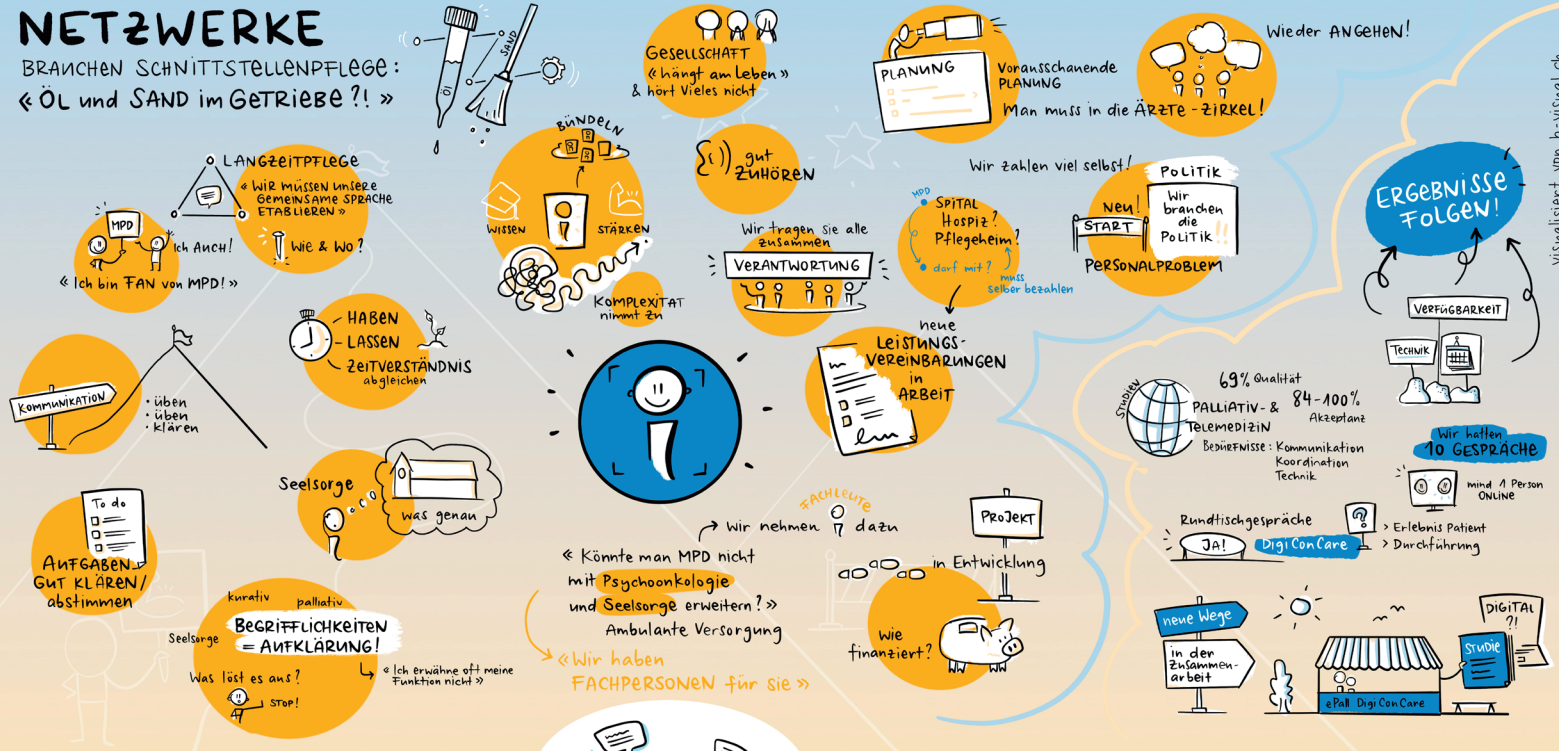 NETZWERKE
BRAUCHEN SCHNITTSTELLENPFLEGE:
« ÖL und SAND im GETRIEBE?! »
ÖL
SAND
GESELLSCHAFT
« hängt am Leben »
& hört Vieles nicht
PLANUNG
Vorausschauende
PLANUNG
Wieder ANGEHEN!
Man muss in die ÄRZTE-ZIRKEL!
LANGZEITPFLEGE
« WIR MÜSSEN UNSERE
GEMEINSAME SPRACHE
ETABLIEREN »
Wie & Wo?
MPD
Ich AUCH!
« Ich bin FAN von MPD! »
BÜNDELN
WISSEN
STÄRKEN
KOMPLEXITÄT
nimmt zu
gut
ZUHÖREN
Wir tragen sie alle
zusammen
VERANTWORTUNG
MPD
SPITAL
Hospiz?
Pflegeheim?
darf mit?
muss
selber bezahlen
Wir zahlen viel selbst!
POLITIK
Wir
brauchen
die
POLITIK!!
Neu!
START
PERSONALPROBLEM
ERGEBNISSE
FOLGEN!
visualisiert von b-visual.ch
HABEN
LASSEN
ZEITVERSTÄNDNIS
abgleichen
KOMMUNIKATION
• üben
• üben
• klären
neue
LEISTUNGS-
VEREINBARUNGEN
in
ARBEIT
VERFÜGBARKEIT
TECHNIK
STUDIEN
69% Qualität
PALLIATIV- &
TELEMEDIZIN
84-100%
Akzeptanz
BEDÜRFNISSE: Kommunikation
Koordination
Technik
Wir hatten
10 GESPRÄCHE
mind 1 Person
ONLINE
Rundtischgespräche
JA!
DigiConCare
?
> Erlebnis Patient
> Durchführung
Seelsorge
was genau
To do
AUFGABEN
GUT KLÄREN/
abstimmen
kurativ
palliativ
Seelsorge
BEGRIFFLICHKEITEN
= AUFKLÄRUNG!
Was löst es aus?
STOP!
« Ich erwähne oft meine
Funktion nicht »
FACHLEUTE
Wir nehmen dazu
« Könnte man MPD nicht
mit Psychoonkologie
und Seelsorge erweitern? »
Ambulante Versorgung
« Wir haben
FACHPERSONEN für sie »
PROJEKT
in Entwicklung
Wie
finanziert?
neue Wege
in der
Zusammen-
arbeit
ePall DigiConCare
STUDIE
DIGITAL
?!